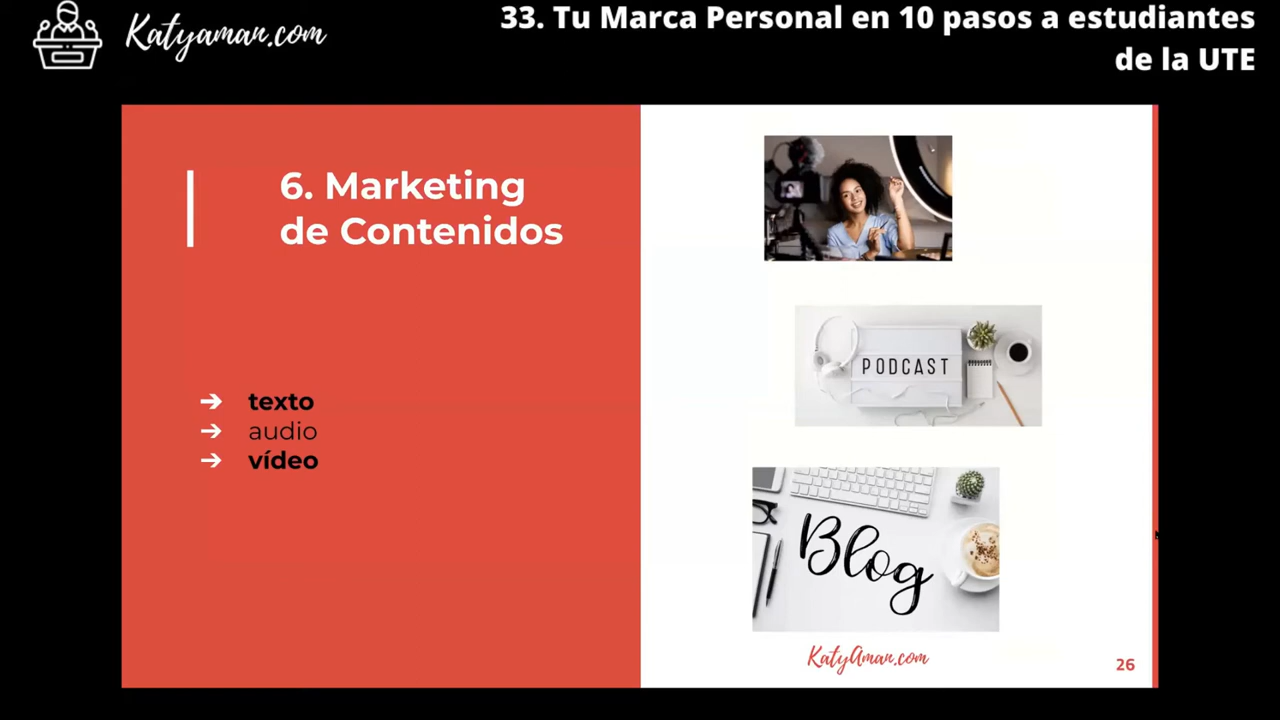 Katyaman.com
33. Tu Marca Personal en 10 pasos a estudiantes
de la UTE
6. Marketing
de Contenidos
→ texto
→ audio
→ vídeo
PODCAST
Blog
KatyAman.com
26